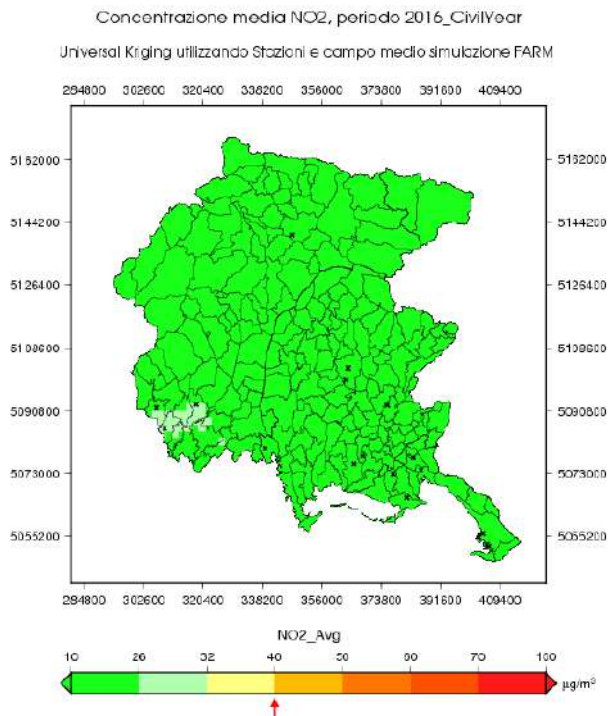 Concentrazione media NO2, periodo 2016_CivilYear
Universal Kriging utilizzando Stazioni e campo medio simulazione FARM
284800 302600 320400 338200 356000 373800 391600 409400
5162000 5162000
5144200 5144200
5126400 5126400
5108600 5108600
5090800 5090800
5073000 5073000
5055200 5055200
284800 302600 320400 338200 356000 373800 391600 409400
NO2_Avg
10 26 32 40 50 60 70 100
µg/m³